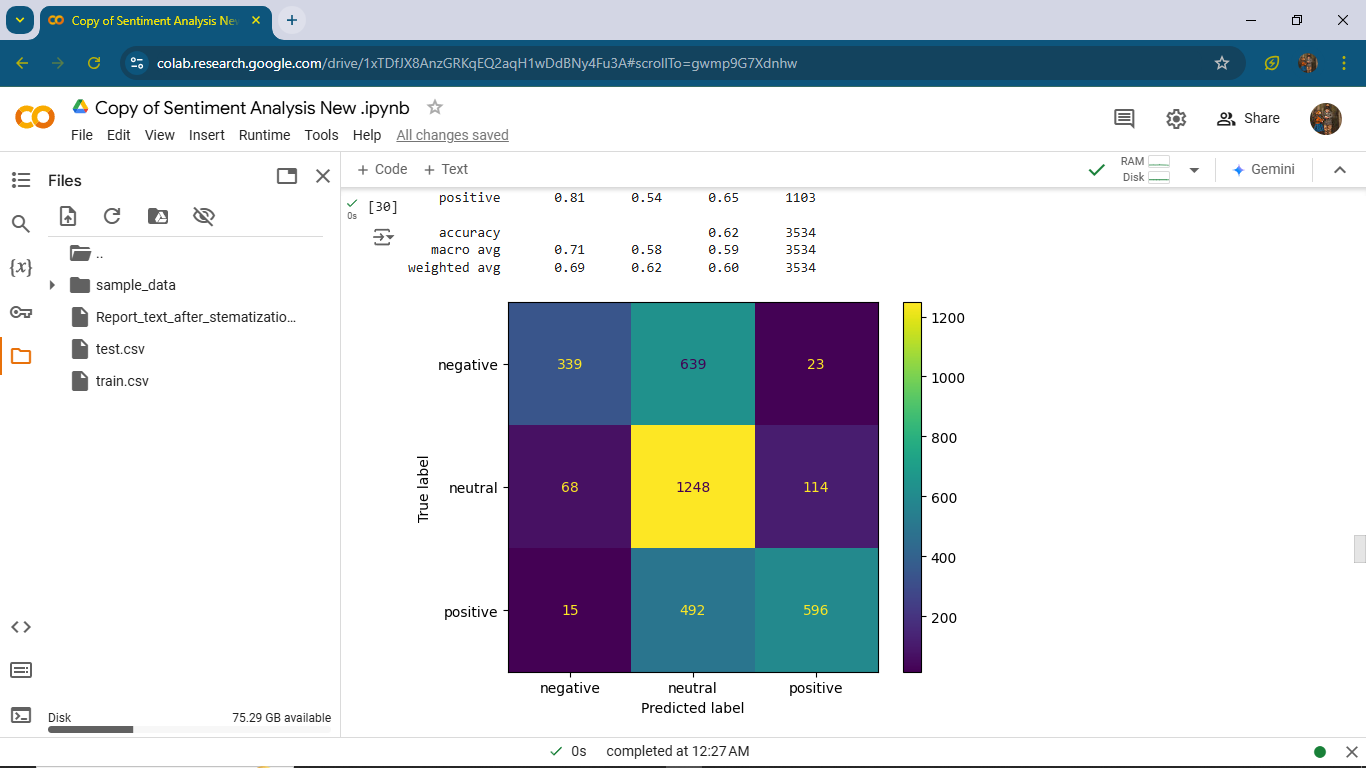 Copy of Sentiment Analysis Ne
colab.research.google.com/drive/1xTDfJX8AnzGRKqEQ2aqH1wDdBNy4Fu3A#scrollTo=gwmp9G7Xdnhw
Copy of Sentiment Analysis New .ipynb
Share
File Edit View Insert Runtime Tools Help All changes saved
Files
+ Code + Text
RAM
Disk
Gemini
[30]
0s
positive 0.81 0.54 0.65 1103
accuracy 0.62 3534
macro avg 0.71 0.58 0.59 3534
weighted avg 0.69 0.62 0.60 3534
{x}
..
sample_data
Report_text_after_stematizatio...
test.csv
train.csv
negative 339 639 23
neutral 68 1248 114
positive 15 492 596
True label
negative neutral positive
Predicted label
1200
1000
800
600
400
200
Disk 75.29 GB available
0s completed at 12:27 AM